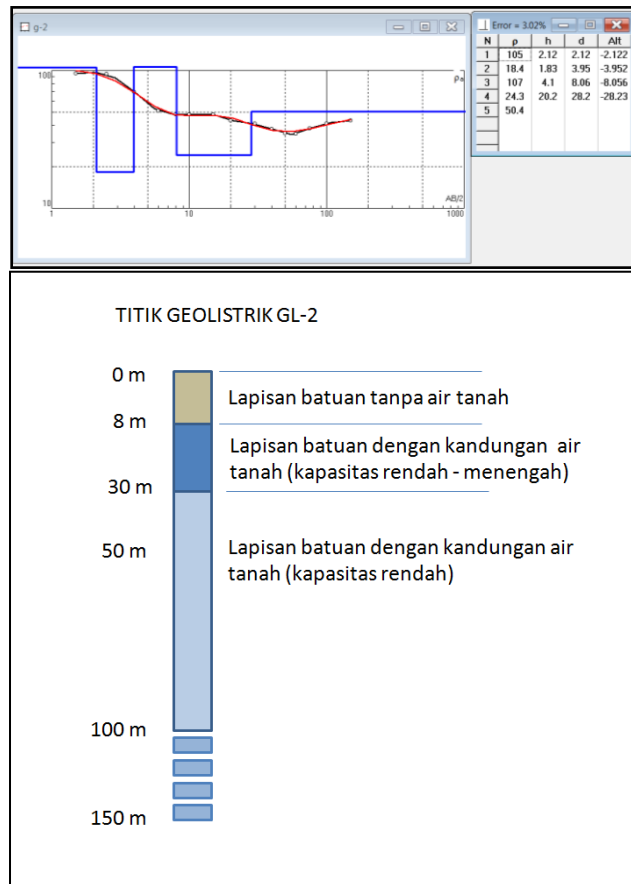 g-2
100
ρa
10
AB/2
1
10
100
1000
Error = 3.02%
N ρ h d Alt
1 105 2.12 2.12 -2.122
2 18.4 1.83 3.95 -3.952
3 107 4.1 8.06 -8.056
4 24.3 20.2 28.2 -28.23
5 50.4
TITIK GEOLISTRIK GL-2
0 m
Lapisan batuan tanpa air tanah
8 m
Lapisan batuan dengan kandungan air
tanah (kapasitas rendah - menengah)
30 m
50 m
Lapisan batuan dengan kandungan air
tanah (kapasitas rendah)
100 m
150 m